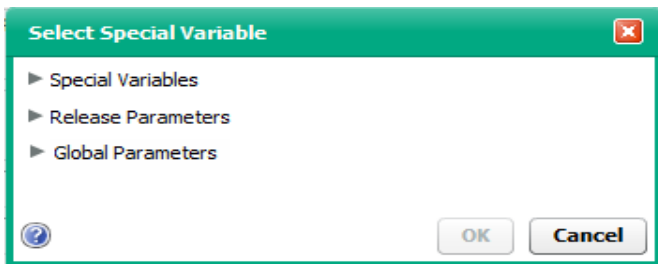 Select Special Variable
Special Variables
Release Parameters
Global Parameters
OK Cancel